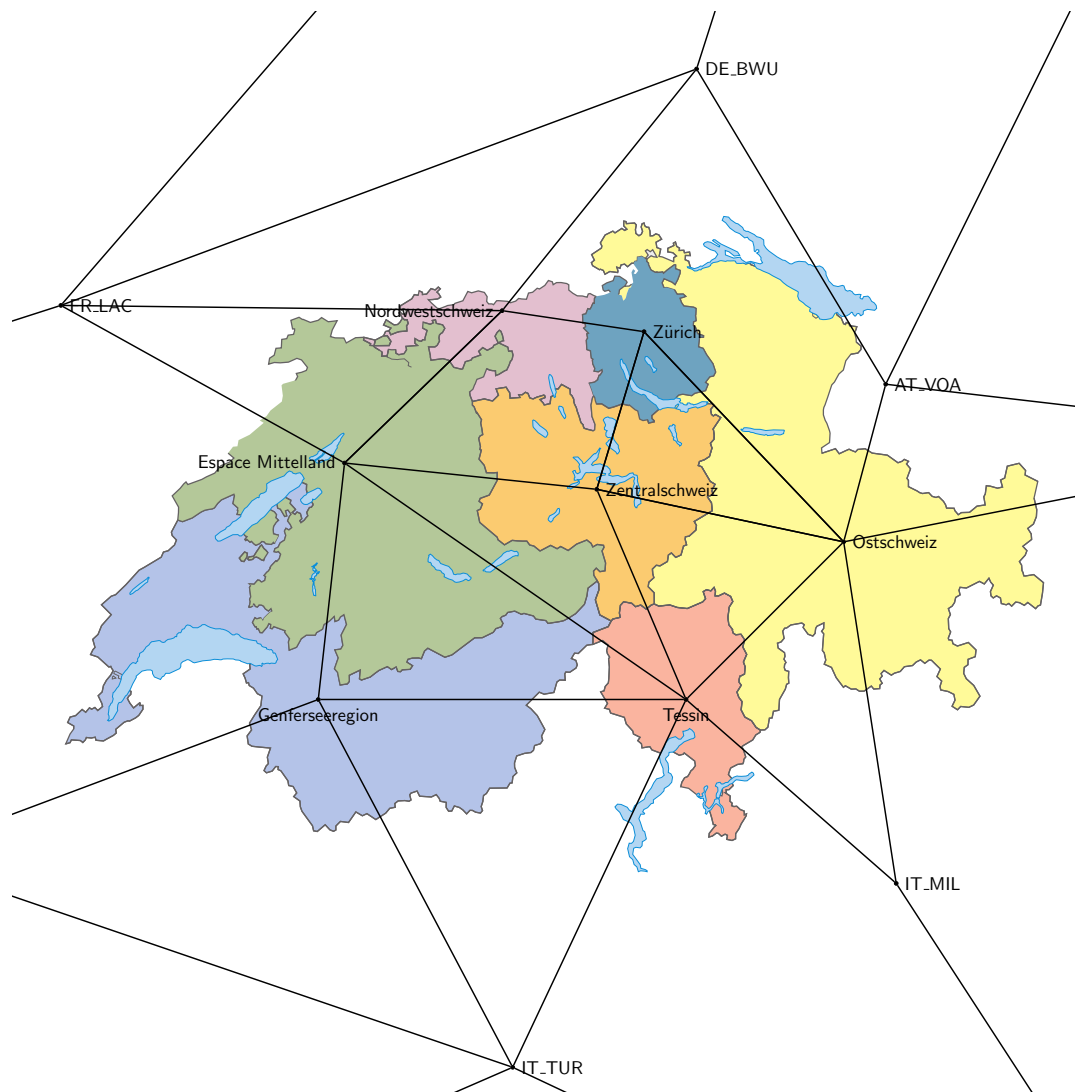 DE_BWU
FR_LAC
Nordwestschweiz
Zürich
AT_VOA
Espace Mittelland
Zentralschweiz
Ostschweiz
Genferseeregion
Tessin
IT_MIL
IT_TUR